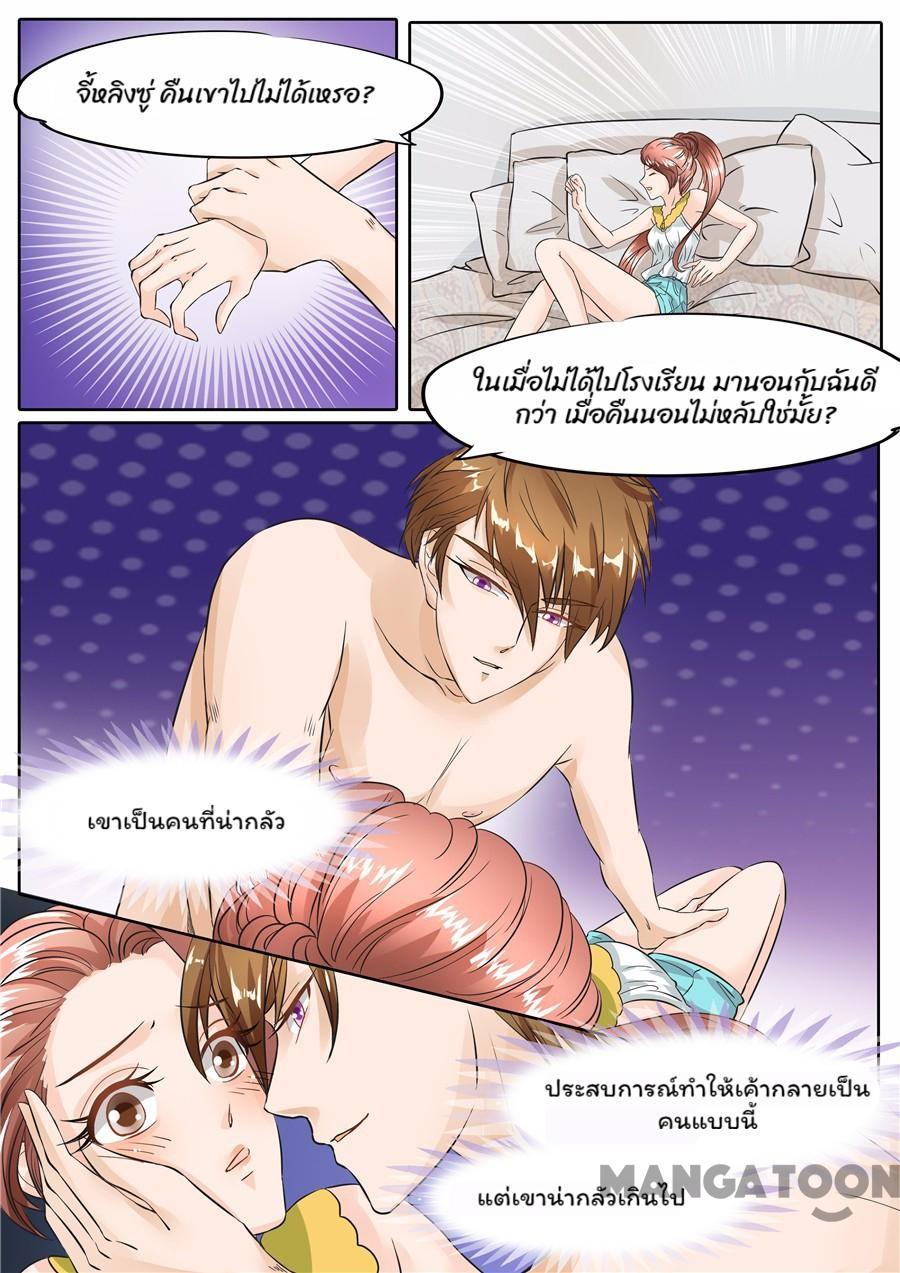 จี้หลิงซู่ คืนเขาไปไม่ได้เหรอ?
ในเมื่อไม่ได้ไปโรงเรียน มานอนกับฉันดี
กว่า เมื่อคืนนอนไม่หลับใช่มั้ย?
เขาเป็นคนที่น่ากลัว
ประสบการณ์ทำให้เค้ากลายเป็น
คนแบบนี้
แต่เขาน่ากลัวเกินไป
MANGATOON